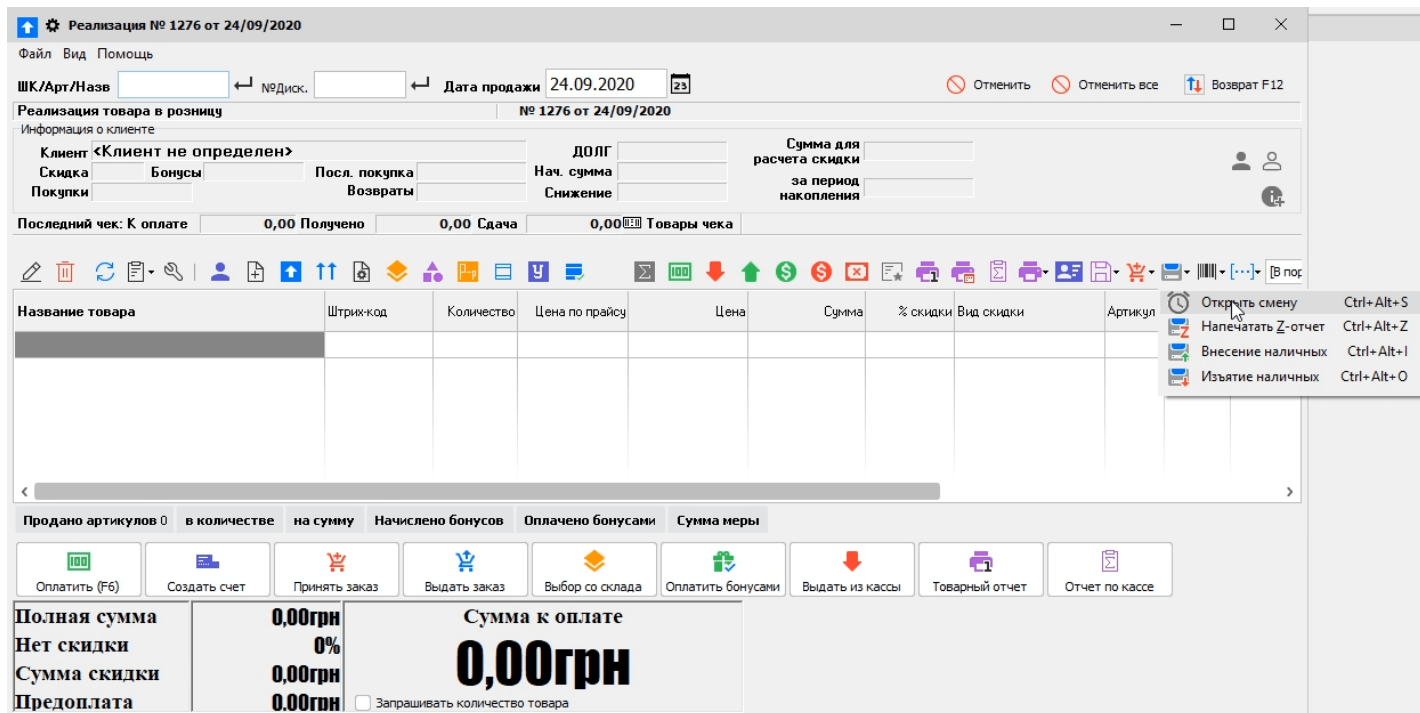 Реализация № 1276 от 24/09/2020
Файл Вид Помощь
ШК/Арт/Назв №Диск. Дата продажи 24.09.2020 23 Отменить Отменить все Возврат F12
Реализация товара в розницу № 1276 от 24/09/2020
Информация о клиенте
Клиент <Клиент не определен> ДОЛГ Сумма для расчета скидки
Скидка Бонусы Посл. покупка Нач. сумма
Покупки Возвраты Снижение за период накопления
Последний чек: К оплате 0,00 Получено 0,00 Сдача 0,00 Товары чека
[В пор
Название товара Штрих-код Количество Цена по прайсу Цена Сумма % скидки Вид скидки Артикул
Открыть смену Ctrl+Alt+S
Напечатать Z-отчет Ctrl+Alt+Z
Внесение наличных Ctrl+Alt+I
Изъятие наличных Ctrl+Alt+O
Продано артикулов 0 в количестве на сумму Начислено бонусов Оплачено бонусами Сумма меры
Оплатить (F6) Создать счет Принять заказ Выдать заказ Выбор со склада Оплатить бонусами Выдать из кассы Товарный отчет Отчет по кассе
Полная сумма 0,00грн Сумма к оплате
Нет скидки 0%
Сумма скидки 0,00грн 0,00грн
Предоплата 0.00грн Запрашивать количество товара